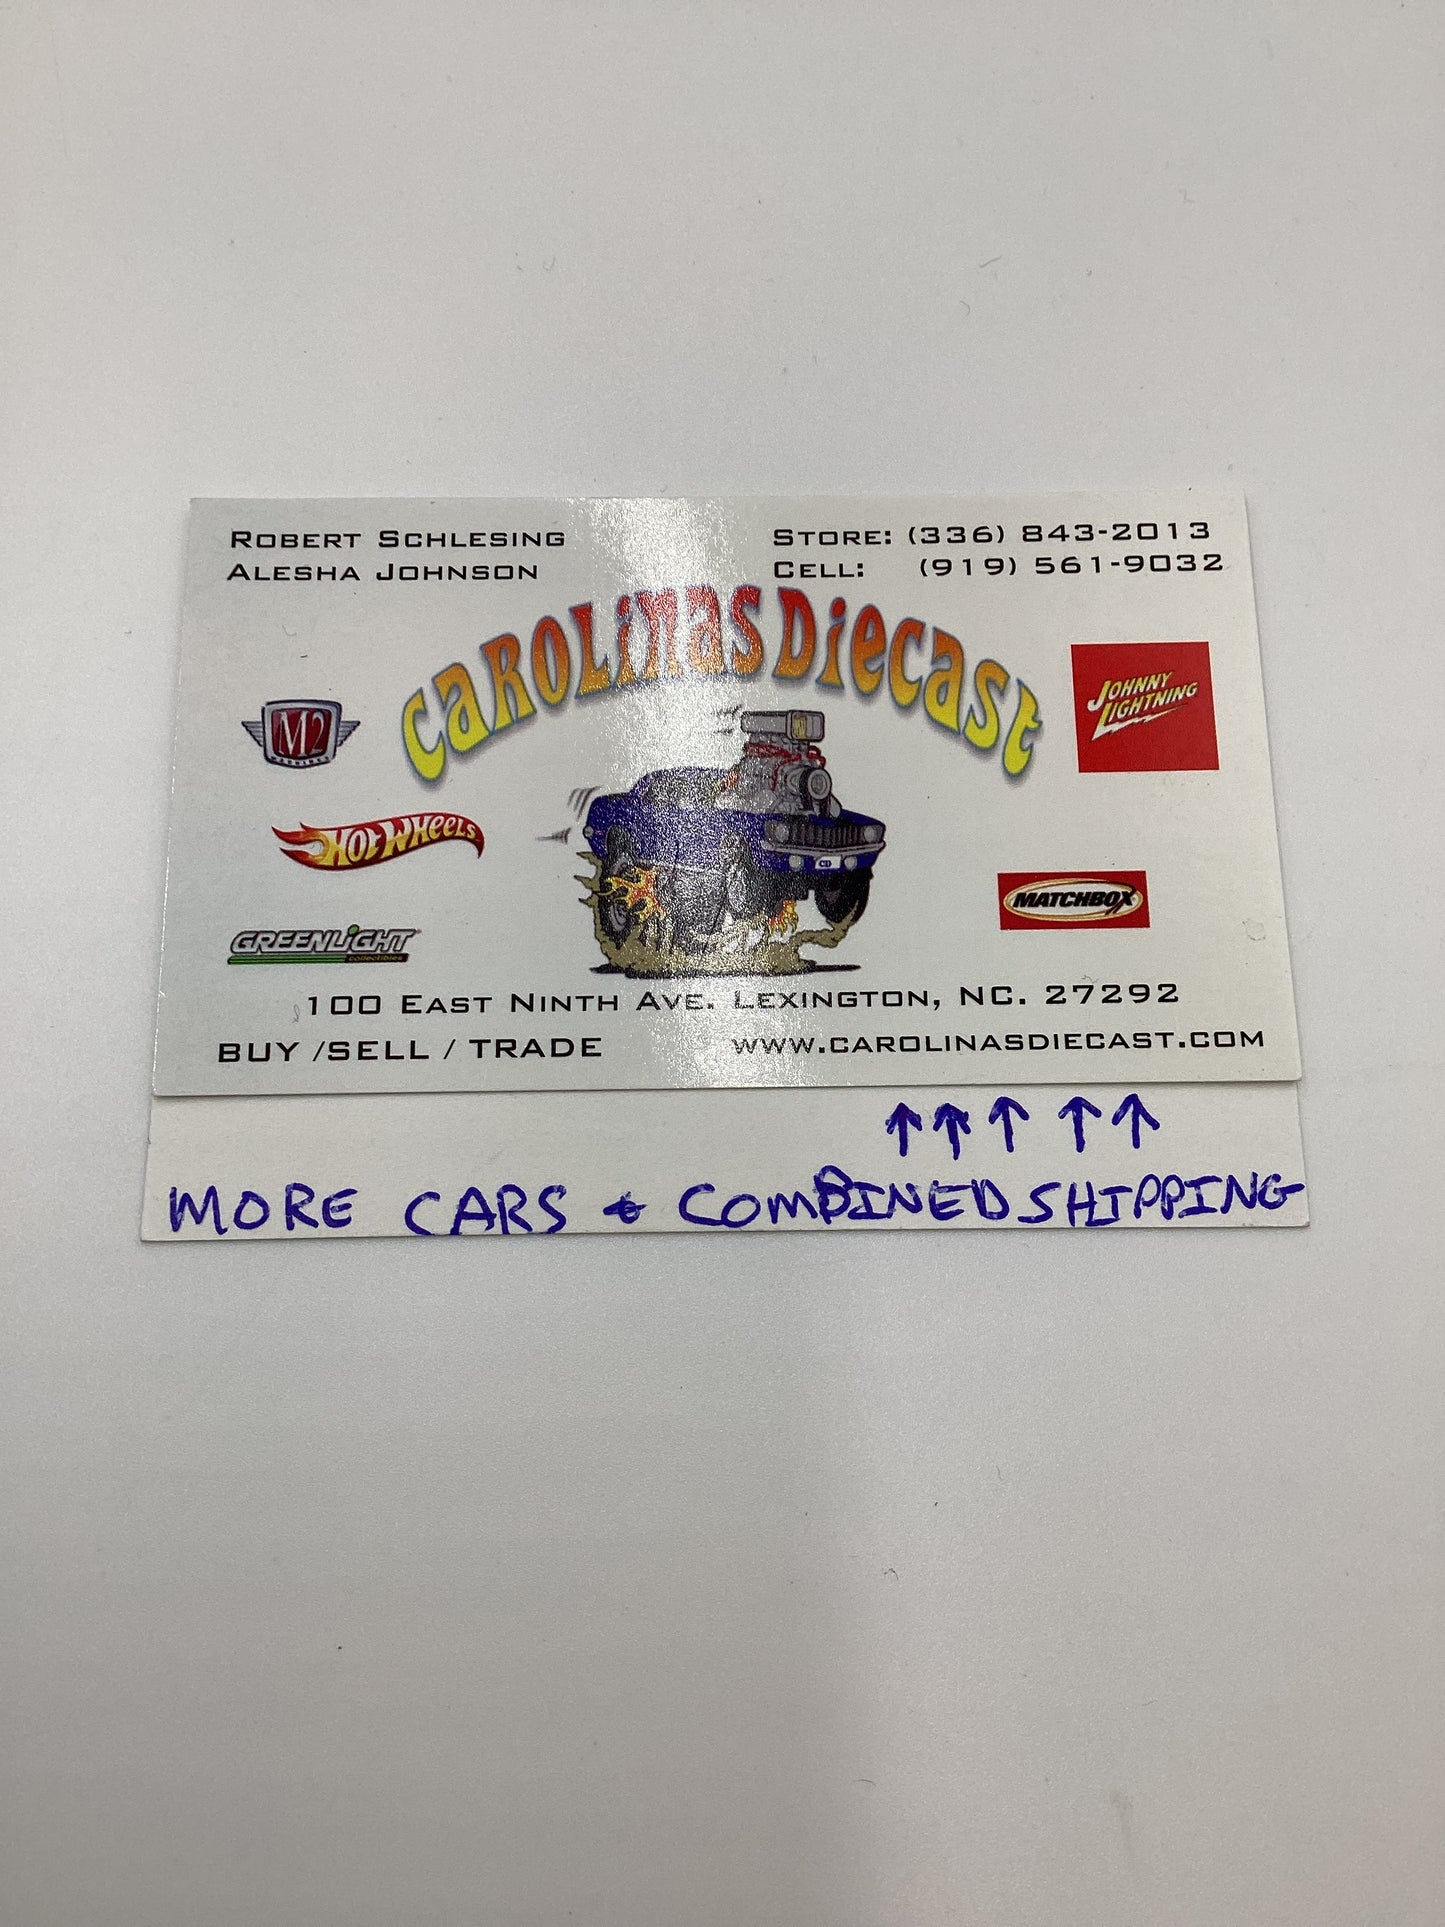 ROBERT SCHLESING
ALESHA JOHNSON
STORE: (336) 843-2013
CELL: (919) 561-9032
CAROLiNaS DiecaST
M2
MACHINES
JOHNNY
LIGHTNING
HOT WHEELS
MATCHBOX
GREENLiGHT
collectibles
100 EAST NINTH AVE. LEXINGTON, NC. 27292
BUY /SELL / TRADE
WWW.CAROLINASDIECAST.COM
MORE CARS & COMBINED SHIPPING